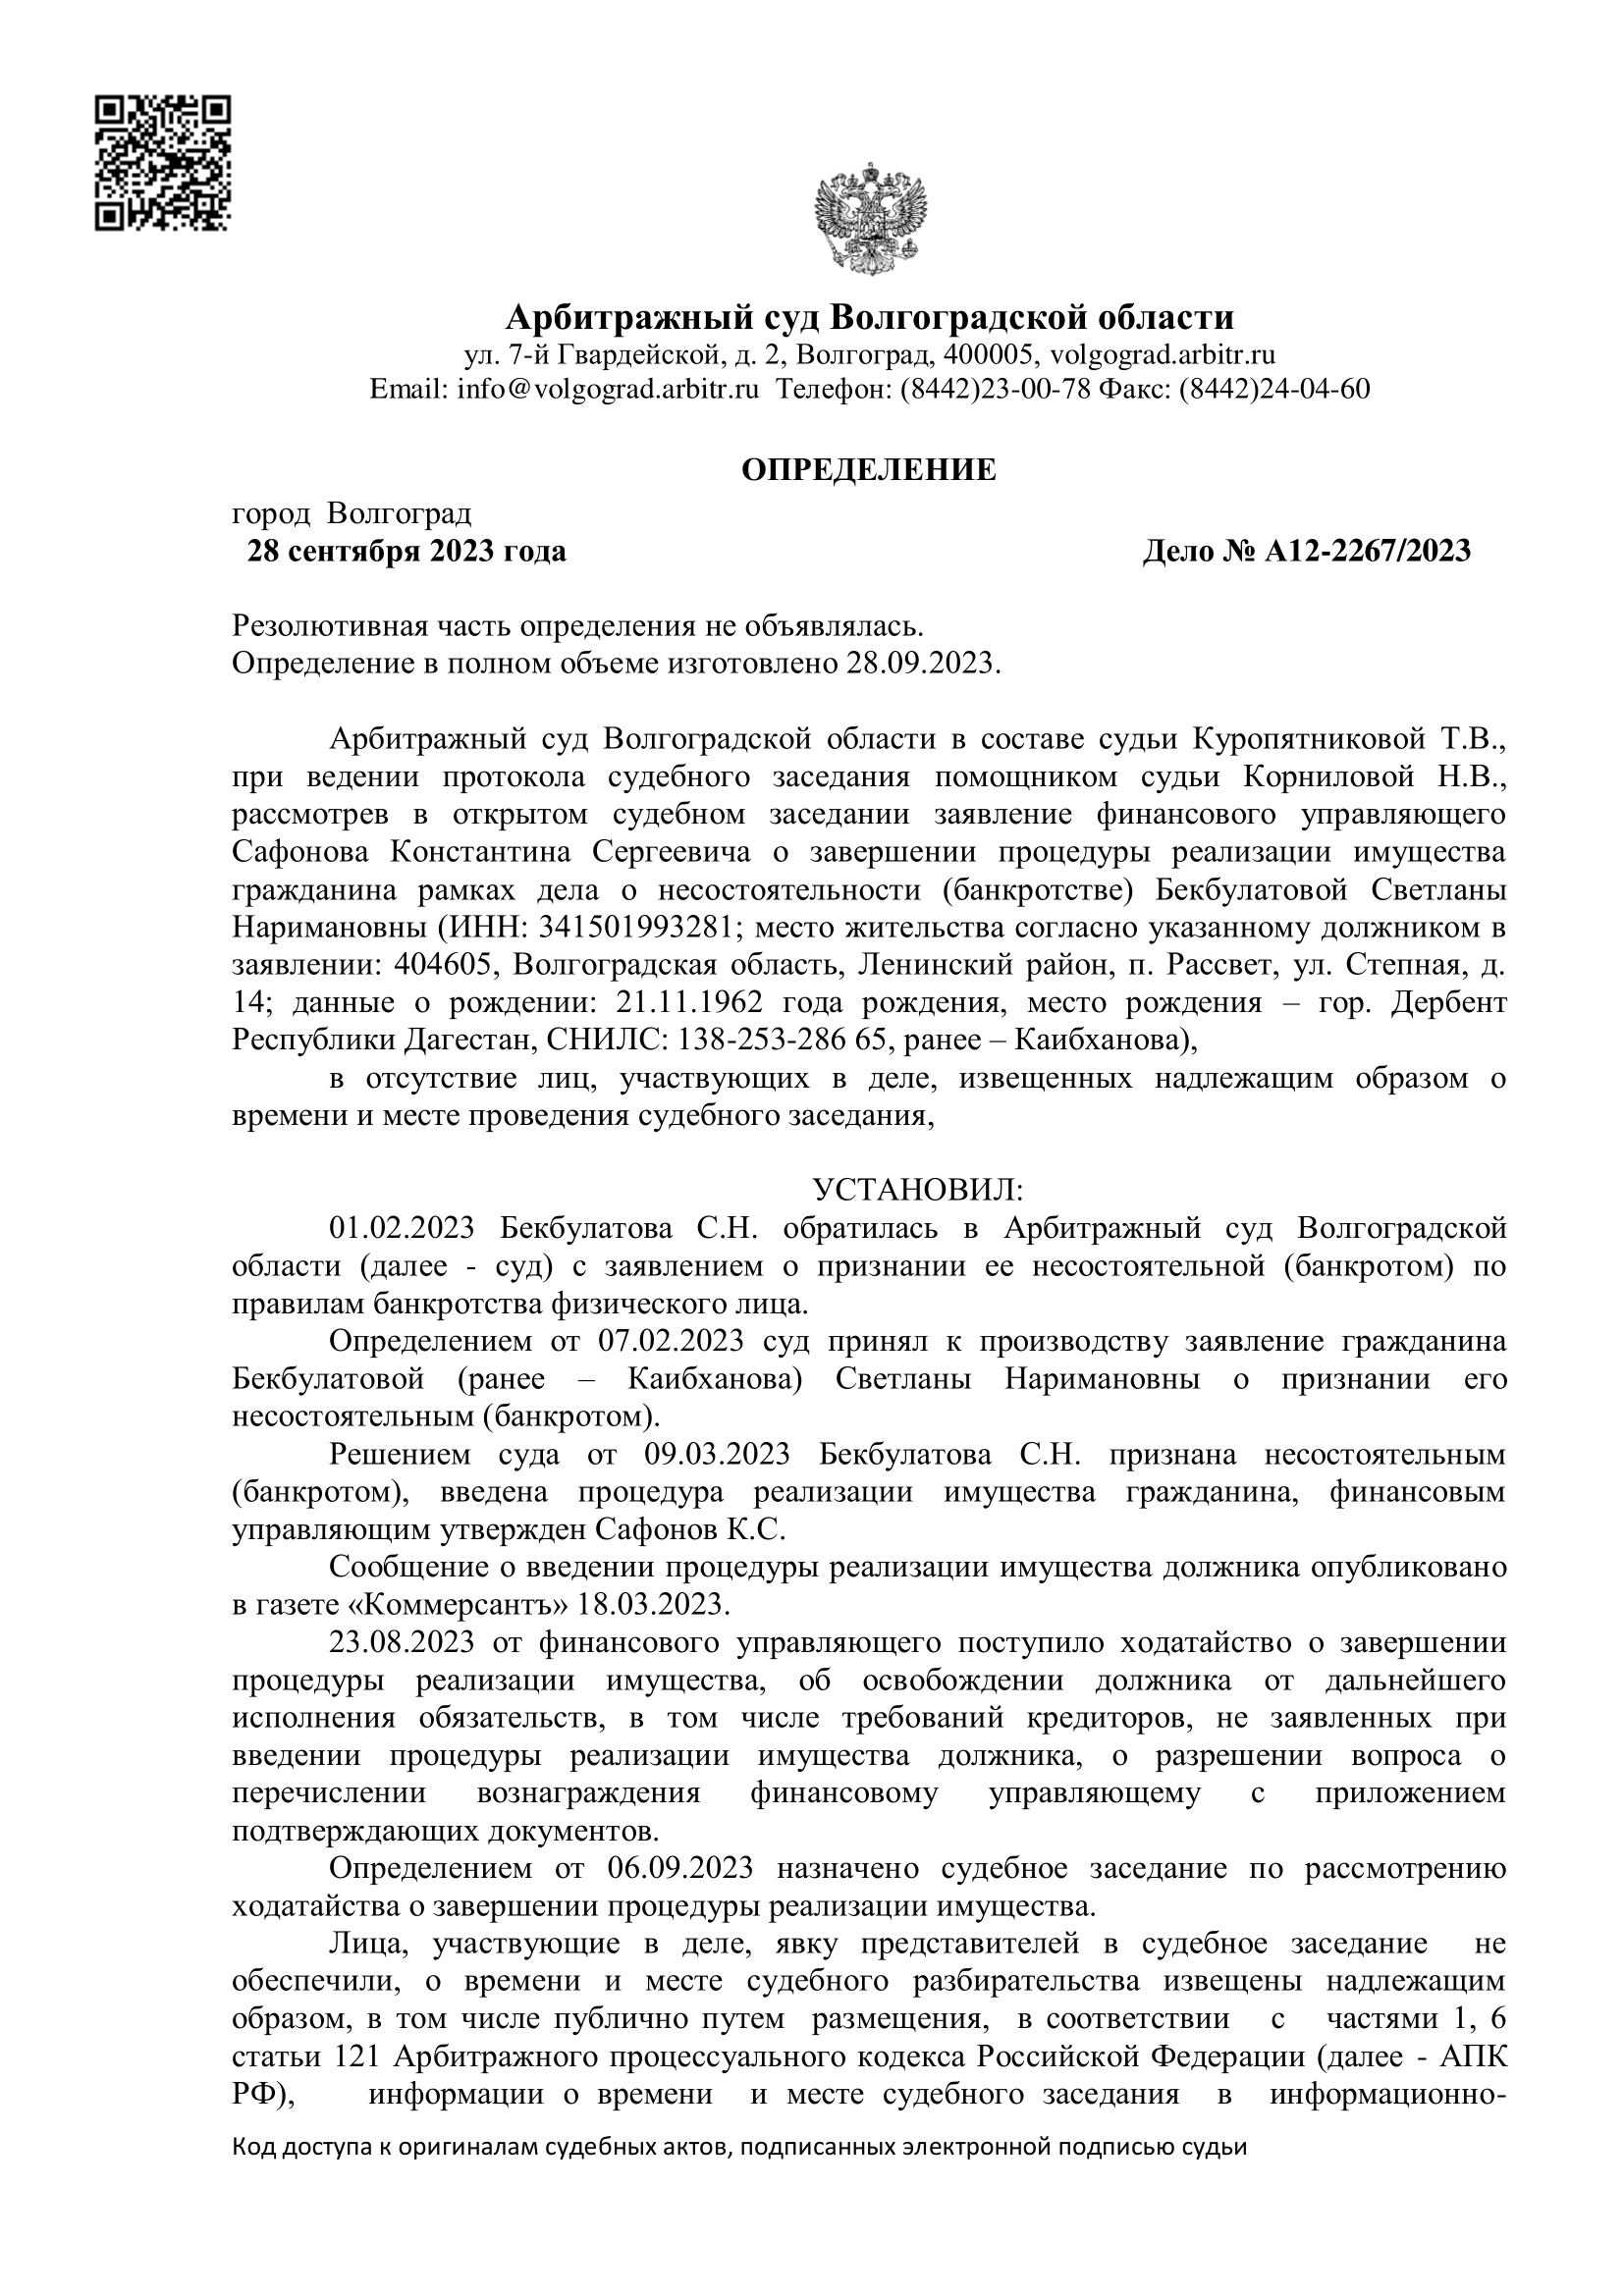 Арбитражный суд Волгоградской области
ул. 7-й Гвардейской, д. 2, Волгоград, 400005, volgograd.arbitr.ru
Email: info@volgograd.arbitr.ru Телефон: (8442)23-00-78 Факс: (8442)24-04-60
ОПРЕДЕЛЕНИЕ
город Волгоград
28 сентября 2023 года Дело № А12-2267/2023
Резолютивная часть определения не объявлялась.
Определение в полном объеме изготовлено 28.09.2023.
Арбитражный суд Волгоградской области в составе судьи Куропятниковой Т.В.,
при ведении протокола судебного заседания помощником судьи Корниловой Н.В.,
рассмотрев в открытом судебном заседании заявление финансового управляющего
Сафонова Константина Сергеевича о завершении процедуры реализации имущества
гражданина рамках дела о несостоятельности (банкротстве) Бекбулатовой Светланы
Наримановны (ИНН: 341501993281; место жительства согласно указанному должником в
заявлении: 404605, Волгоградская область, Ленинский район, п. Рассвет, ул. Степная, д.
14; данные о рождении: 21.11.1962 года рождения, место рождения – гор. Дербент
Республики Дагестан, СНИЛС: 138-253-286 65, ранее – Каибханова),
в отсутствие лиц, участвующих в деле, извещенных надлежащим образом о
времени и месте проведения судебного заседания,
УСТАНОВИЛ:
01.02.2023 Бекбулатова С.Н. обратилась в Арбитражный суд Волгоградской
области (далее - суд) с заявлением о признании ее несостоятельной (банкротом) по
правилам банкротства физического лица.
Определением от 07.02.2023 суд принял к производству заявление гражданина
Бекбулатовой (ранее – Каибханова) Светланы Наримановны о признании его
несостоятельным (банкротом).
Решением суда от 09.03.2023 Бекбулатова С.Н. признана несостоятельным
(банкротом), введена процедура реализации имущества гражданина, финансовым
управляющим утвержден Сафонов К.С.
Сообщение о введении процедуры реализации имущества должника опубликовано
в газете «Коммерсантъ» 18.03.2023.
23.08.2023 от финансового управляющего поступило ходатайство о завершении
процедуры реализации имущества, об освобождении должника от дальнейшего
исполнения обязательств, в том числе требований кредиторов, не заявленных при
введении процедуры реализации имущества должника, о разрешении вопроса о
перечислении вознаграждения финансовому управляющему с приложением
подтверждающих документов.
Определением от 06.09.2023 назначено судебное заседание по рассмотрению
ходатайства о завершении процедуры реализации имущества.
Лица, участвующие в деле, явку представителей в судебное заседание не
обеспечили, о времени и месте судебного разбирательства извещены надлежащим
образом, в том числе публично путем размещения, в соответствии с частями 1, 6
статьи 121 Арбитражного процессуального кодекса Российской Федерации (далее - АПК
РФ), информации о времени и месте судебного заседания в информационно-
Код доступа к оригиналам судебных актов, подписанных электронной подписью судьи